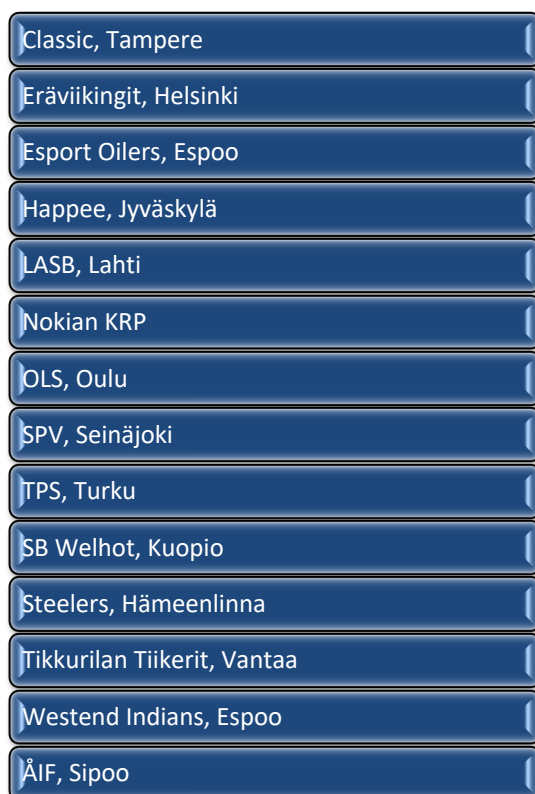 Classic, Tampere
Eräviikingit, Helsinki
Esport Oilers, Espoo
Happee, Jyväskylä
LASB, Lahti
Nokian KRP
OLS, Oulu
SPV, Seinäjoki
TPS, Turku
SB Welhot, Kuopio
Steelers, Hämeenlinna
Tikkurilan Tiikerit, Vantaa
Westend Indians, Espoo
ÅIF, Sipoo